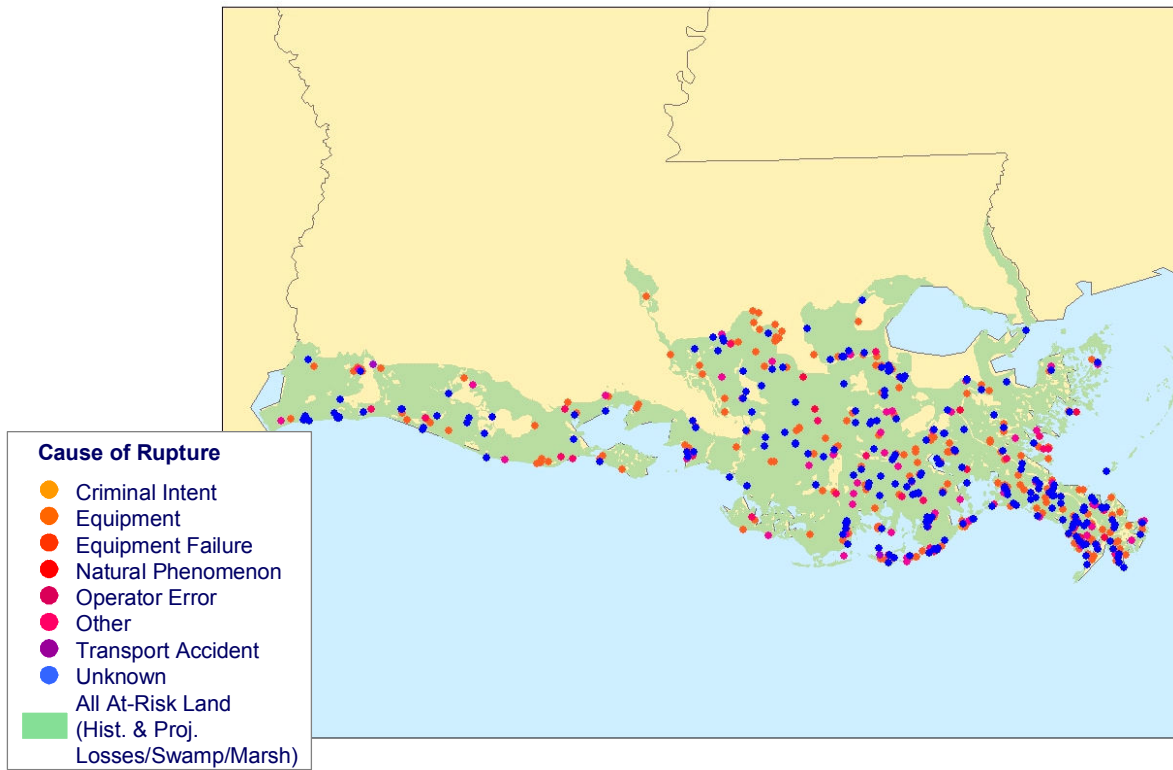 Cause of Rupture
Criminal Intent
Equipment
Equipment Failure
Natural Phenomenon
Operator Error
Other
Transport Accident
Unknown
All At-Risk Land
(Hist. & Proj.
Losses/Swamp/Marsh)